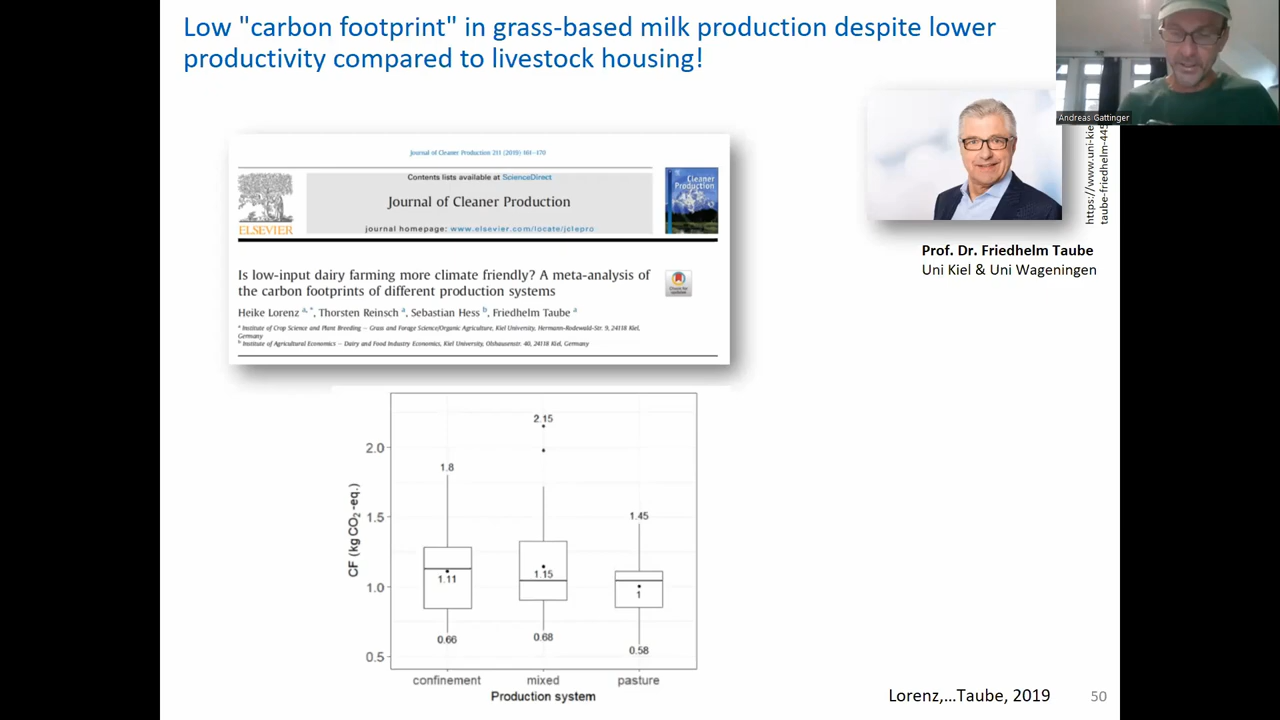 Low "carbon footprint" in grass-based milk production despite lower
productivity compared to livestock housing!
Andreas Gattinger
https://www.uni-kie
taube-friedhelm-445
Prof. Dr. Friedhelm Taube
Uni Kiel & Uni Wageningen
Journal of Cleaner Production 211 (2019) 161–170
Contents lists available at ScienceDirect
Journal of Cleaner Production
journal homepage: www.elsevier.com/locate/jclepro
ELSEVIER
Cleaner
Production
Is low-input dairy farming more climate friendly? A meta-analysis of
the carbon footprints of different production systems
Check for
updates
Heike Lorenz a, *, Thorsten Reinsch a, Sebastian Hess b, Friedhelm Taube a
a Institute of Crop Science and Plant Breeding – Grass and Forage Science/Organic Agriculture, Kiel University, Hermann-Rodewald-Str. 9, 24118 Kiel,
Germany
b Institute of Agricultural Economics – Dairy and Food Industry Economics, Kiel University, Olshausenstr. 40, 24118 Kiel, Germany
CF (kg CO2-eq.)
2.0
1.5
1.0
0.5
1.8
1.11
0.66
2.15
1.15
0.68
1.45
1
0.58
confinement mixed pasture
Production system
Lorenz,...Taube, 2019
50